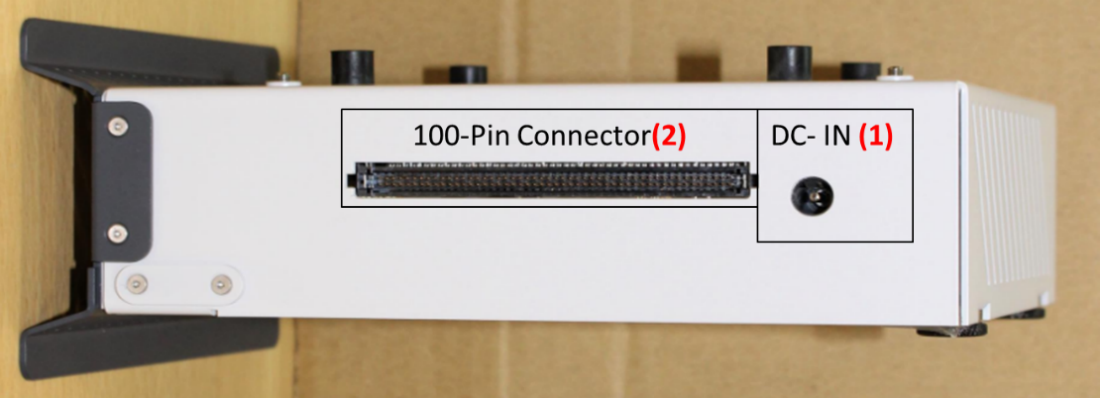 100-Pin Connector(2)
DC- IN (1)